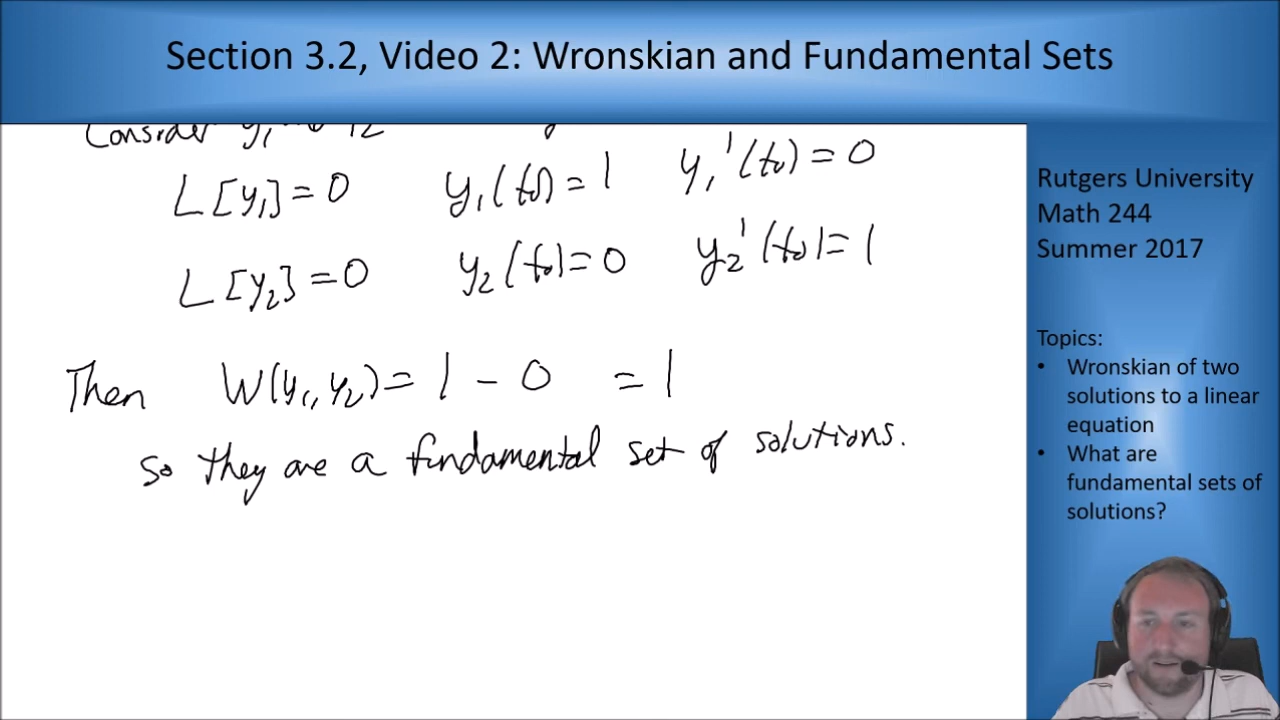 Section 3.2, Video 2: Wronskian and Fundamental Sets
Consider y₁
L[y₁] = 0 y₁(t₀) = 1 y₁'(t₀) = 0
L[y₂] = 0 y₂(t₀) = 0 y₂'(t₀) = 1
Then W(y₁, y₂) = 1 - 0 = 1
so they are a fundamental set of solutions.
Rutgers University
Math 244
Summer 2017
Topics:
• Wronskian of two
solutions to a linear
equation
• What are
fundamental sets of
solutions?